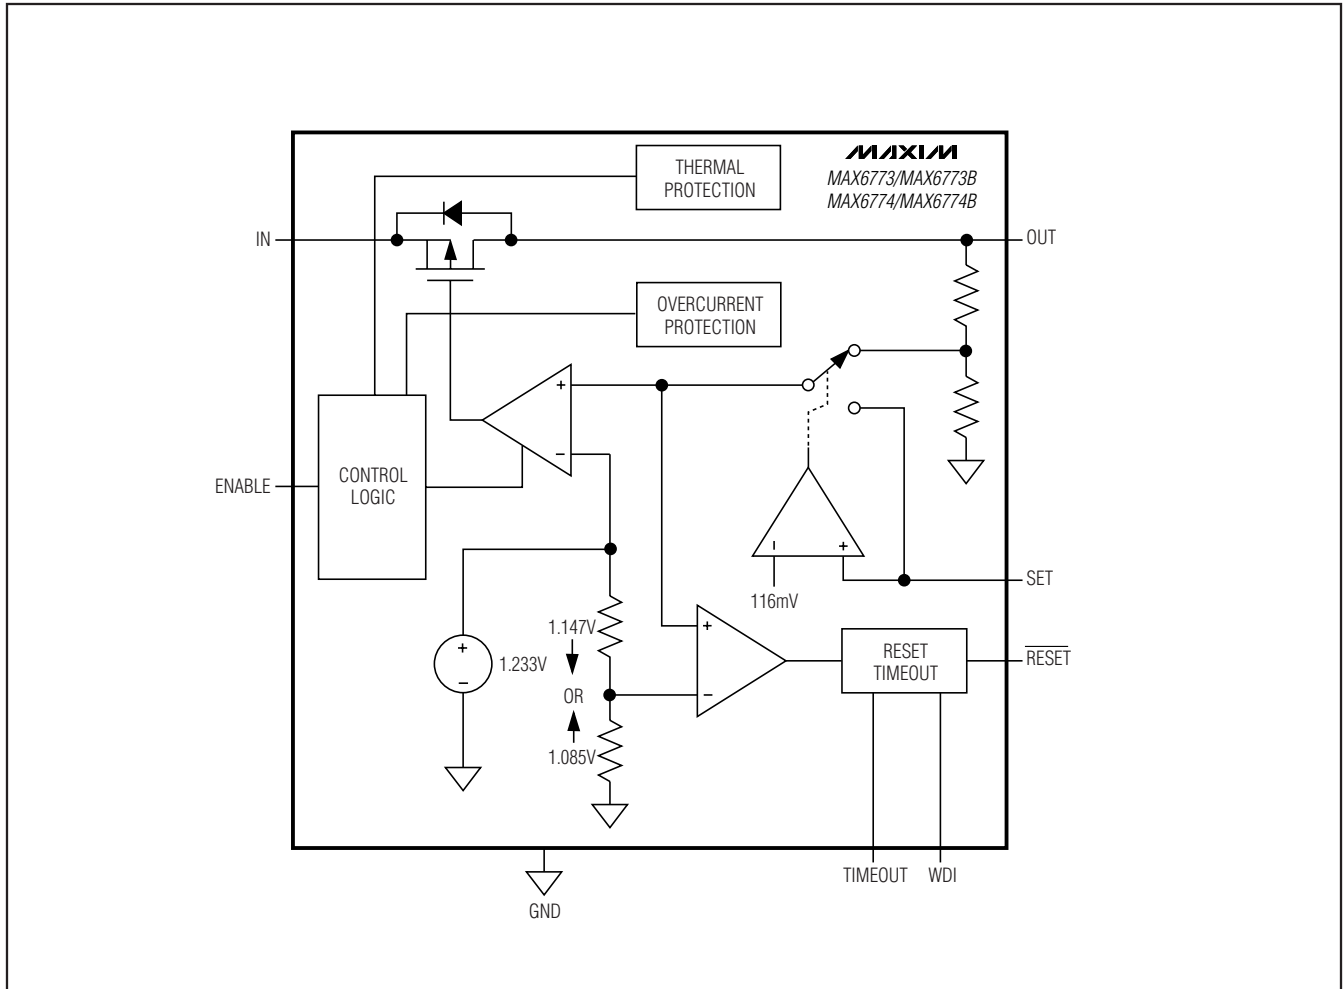 MAXIM
MAX6773/MAX6773B
MAX6774/MAX6774B
THERMAL
PROTECTION
IN
OUT
OVERCURRENT
PROTECTION
+
−
CONTROL
LOGIC
ENABLE
− +
116mV
SET
1.147V
+
−
1.233V
OR
1.085V
+
−
RESET
TIMEOUT
RESET
TIMEOUT WDI
GND